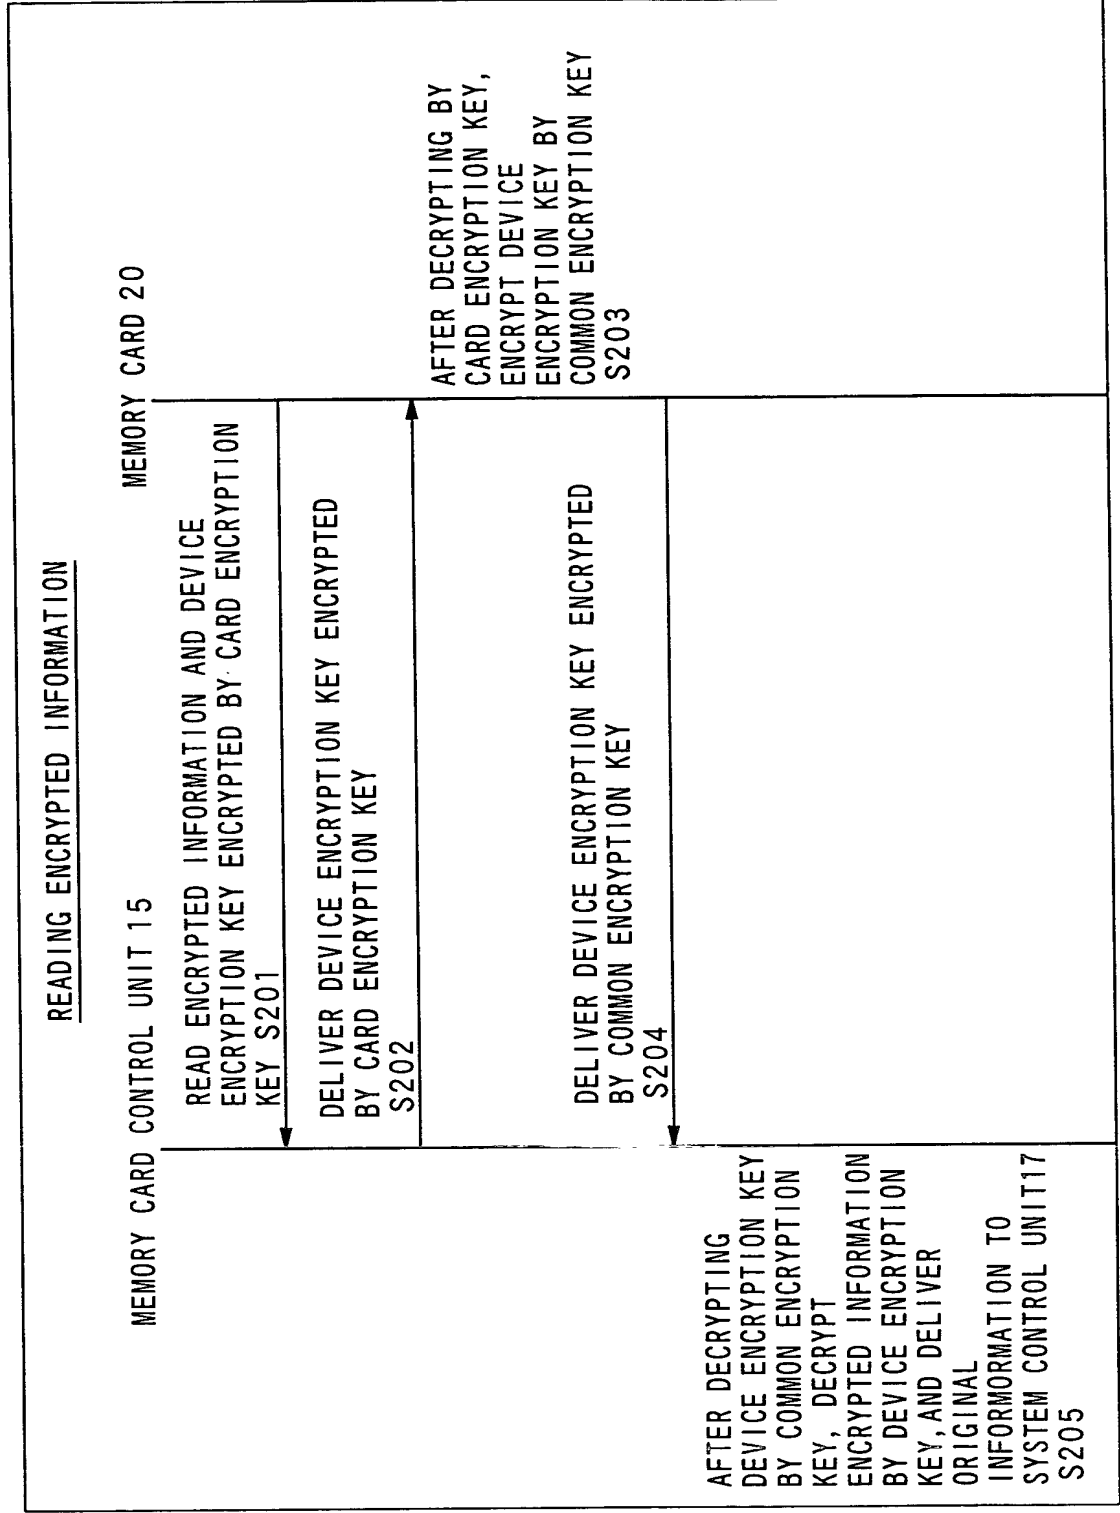 READING ENCRYPTED INFORMATION
MEMORY CARD CONTROL UNIT 15
MEMORY CARD 20
READ ENCRYPTED INFORMATION AND DEVICE
ENCRYPTION KEY ENCRYPTED BY CARD ENCRYPTION
KEY S201
DELIVER DEVICE ENCRYPTION KEY ENCRYPTED
BY CARD ENCRYPTION KEY
S202
AFTER DECRYPTING BY
CARD ENCRYPTION KEY,
ENCRYPT DEVICE
ENCRYPTION KEY BY
COMMON ENCRYPTION KEY
S203
DELIVER DEVICE ENCRYPTION KEY ENCRYPTED
BY COMMON ENCRYPTION KEY
S204
AFTER DECRYPTING
DEVICE ENCRYPTION KEY
BY COMMON ENCRYPTION
KEY, DECRYPT
ENCRYPTED INFORMATION
BY DEVICE ENCRYPTION
KEY,AND DELIVER
ORIGINAL
INFORMORMATION TO
SYSTEM CONTROL UNIT17
S205